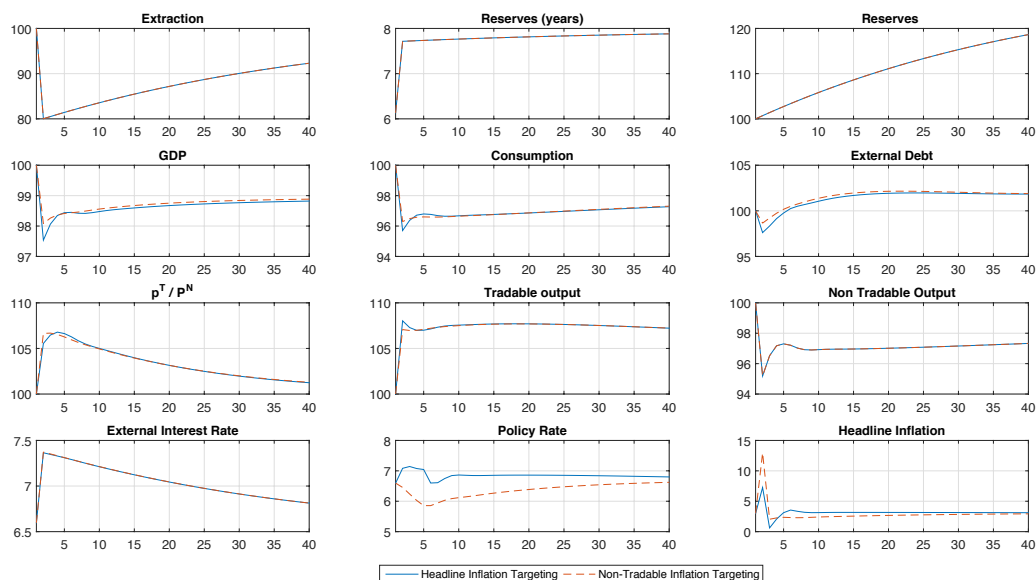 Extraction
Reserves (years)
Reserves
100
90
80
5 10 15 20 25 30 35 40
8
7
6
5 10 15 20 25 30 35 40
120
110
100
5 10 15 20 25 30 35 40
GDP
Consumption
External Debt
100
99
98
97
5 10 15 20 25 30 35 40
100
98
96
94
5 10 15 20 25 30 35 40
105
100
95
5 10 15 20 25 30 35 40
p^T / P^N
Tradable output
Non Tradable Output
110
105
100
5 10 15 20 25 30 35 40
110
105
100
5 10 15 20 25 30 35 40
100
98
96
94
5 10 15 20 25 30 35 40
External Interest Rate
Policy Rate
Headline Inflation
7.5
7
6.5
5 10 15 20 25 30 35 40
8
7
6
5
5 10 15 20 25 30 35 40
15
10
5
0
5 10 15 20 25 30 35 40
Headline Inflation Targeting
Non-Tradable Inflation Targeting